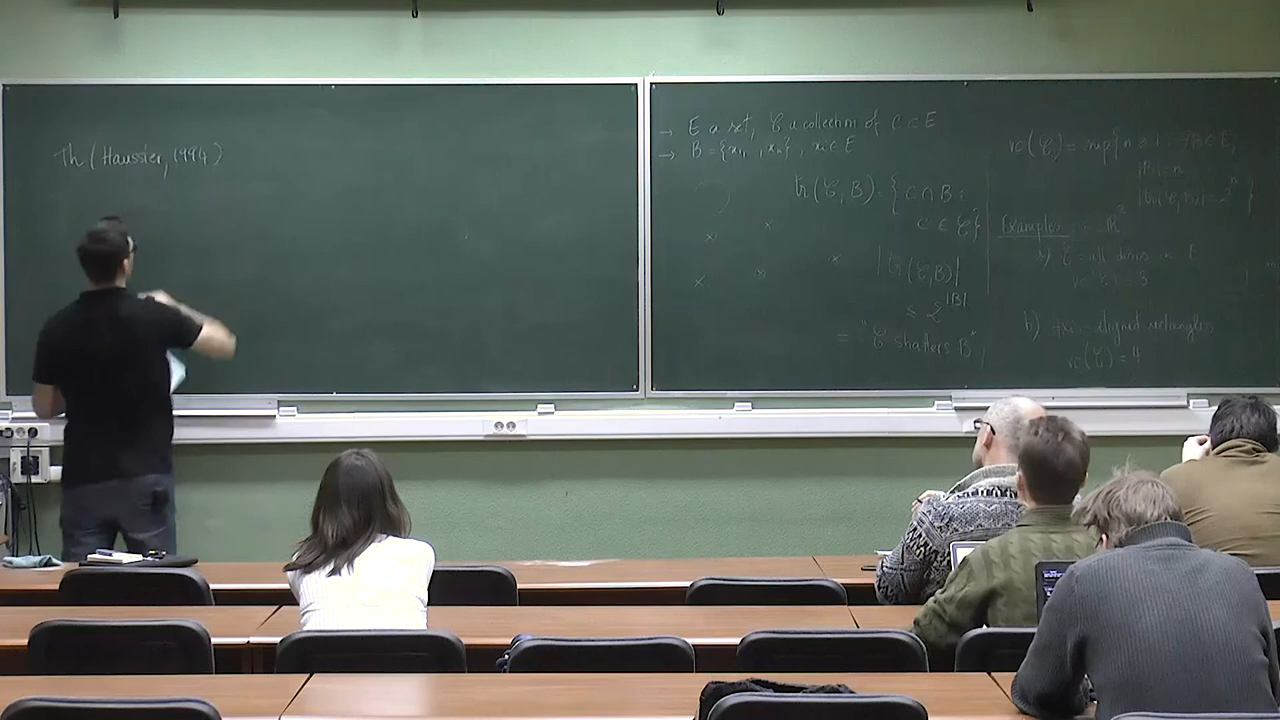 Th (Haussler, 1994)
→ E a set, C a collection of C ⊂ E
→ B = {x₁, , xₙ}, xᵢ ∈ E
tr(C, B) = { C ∩ B :
C ∈ C}
|tr(C,B)|
≤ 2^|B|
= "C shatters B"
vc(C) = sup{n ≥ 1 : ∃B ⊂ E,
|B| = n
|tr(C,B)| = 2ⁿ }
Examples ℝ²
a) C = all discs in E
vc(C) = 3
b) axis-aligned rectangles
vc(C) = 4